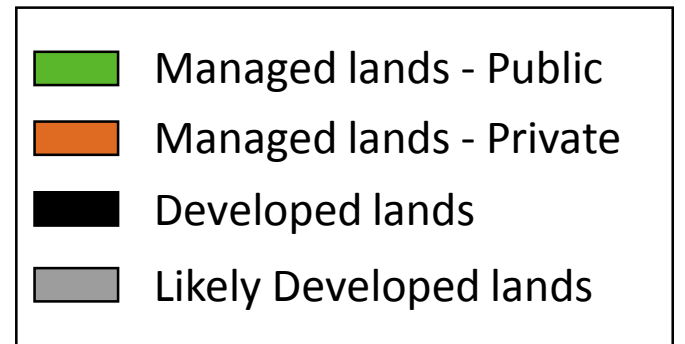 Managed lands - Public
Managed lands - Private
Developed lands
Likely Developed lands